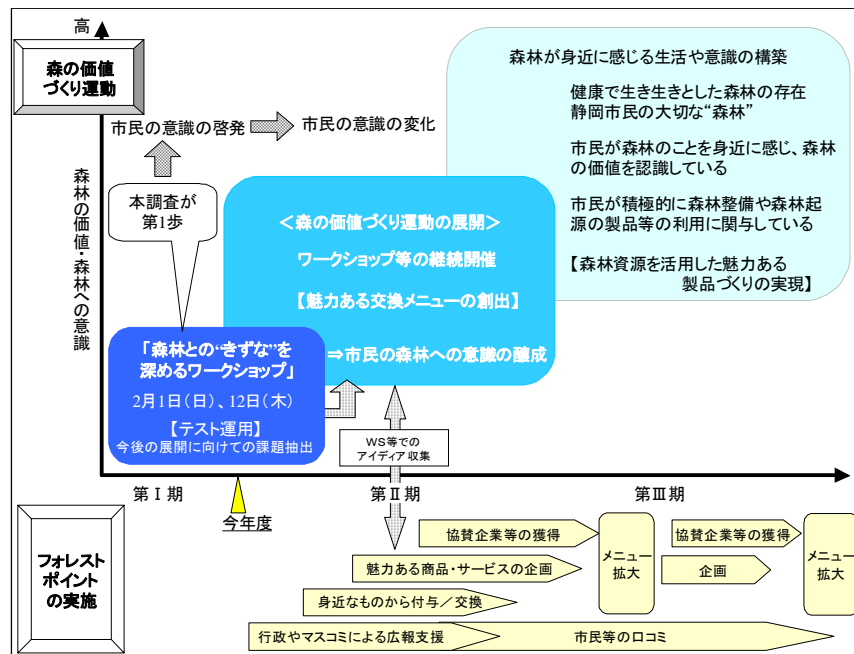 高
森の価値
づくり運動
森林の価値・森林への意識
市民の意識の啓発
市民の意識の変化
本調査が
第1歩
「森林との“きずな”を
深めるワークショップ」
2月1日(日)、12日(木)
【テスト運用】
今後の展開に向けての課題抽出
<森の価値づくり運動の展開>
ワークショップ等の継続開催
【魅力ある交換メニューの創出】
⇒市民の森林への意識の醸成
森林が身近に感じる生活や意識の構築
健康で生き生きとした森林の存在
静岡市民の大切な“森林”
市民が森林のことを身近に感じ、森林
の価値を認識している
市民が積極的に森林整備や森林起
源の製品等の利用に関与している
【森林資源を活用した魅力ある
製品づくりの実現】
WS等での
アイディア収集
第Ⅰ期
第Ⅱ期
第Ⅲ期
今年度
フォレスト
ポイント
の実施
協賛企業等の獲得
魅力ある商品・サービスの企画
身近なものから付与/交換
行政やマスコミによる広報支援
メニュー
拡大
協賛企業等の獲得
企画
市民等の口コミ
メニュー
拡大